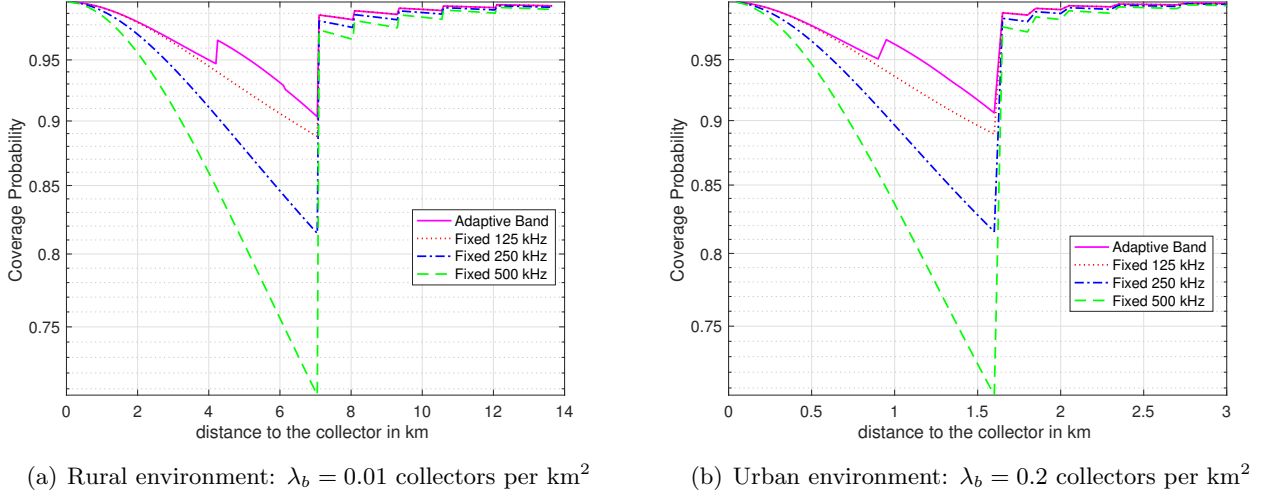 Coverage Probability
0.95
0.9
0.85
0.8
0.75
Adaptive Band
Fixed 125 kHz
Fixed 250 kHz
Fixed 500 kHz
0 2 4 6 8 10 12 14
distance to the collector in km
(a) Rural environment: λ_b = 0.01 collectors per km²
Coverage Probability
0.95
0.9
0.85
0.8
0.75
Adaptive Band
Fixed 125 kHz
Fixed 250 kHz
Fixed 500 kHz
0 0.5 1 1.5 2 2.5 3
distance to the collector in km
(b) Urban environment: λ_b = 0.2 collectors per km²